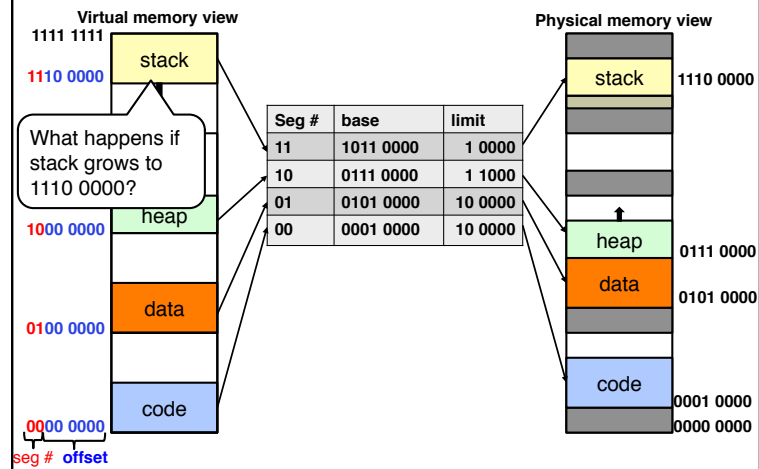 Virtual memory view
Physical memory view
1111 1111
stack
1110 0000
What happens if
stack grows to
1110 0000?
heap
1000 0000
data
0100 0000
code
0000 0000
seg # offset
Seg # base limit
11 1011 0000 1 0000
10 0111 0000 1 1000
01 0101 0000 10 0000
00 0001 0000 10 0000
stack
1110 0000
heap
0111 0000
data
0101 0000
code
0001 0000
0000 0000